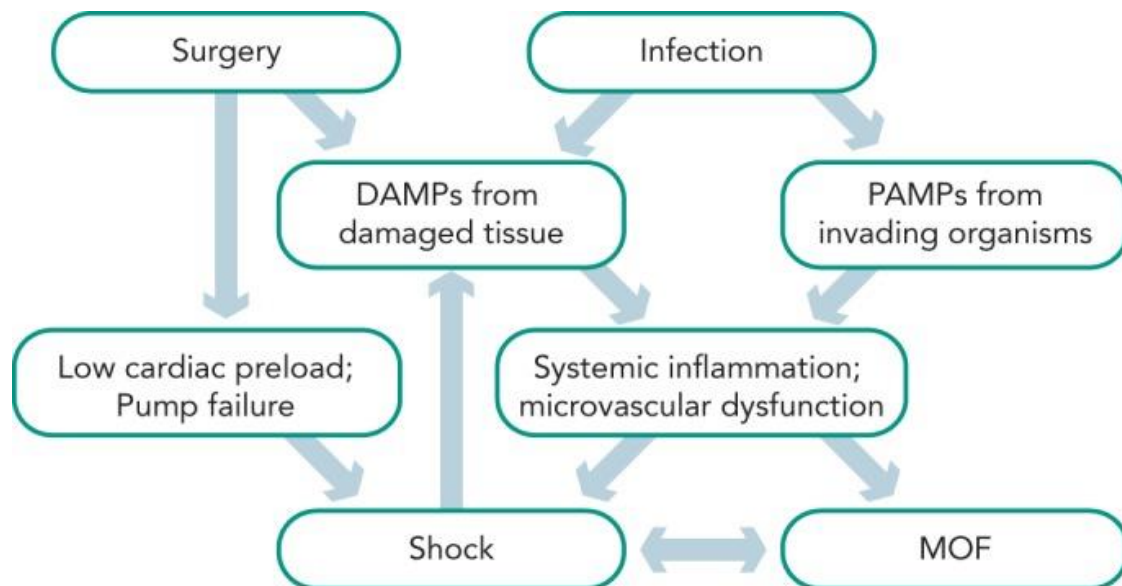 Surgery
Infection
DAMPs from
damaged tissue
PAMPs from
invading organisms
Low cardiac preload;
Pump failure
Systemic inflammation;
microvascular dysfunction
Shock
MOF